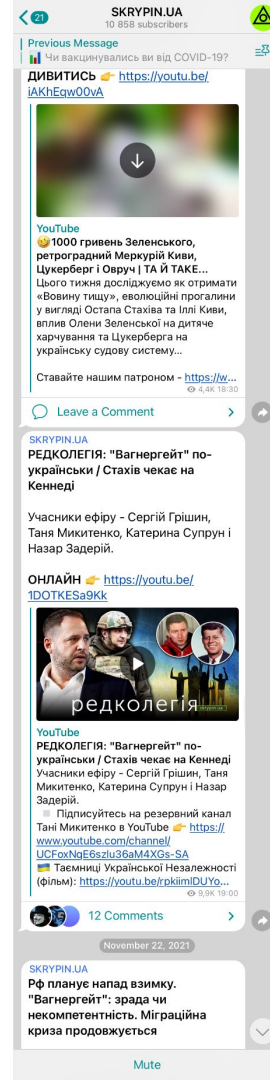 21
SKRYPIN.UA
10 858 subscribers
Previous Message
Чи вакцинувались ви від COVID-19?
ДИВИТИСЬ 👉 https://youtu.be/
iAKhEqw00vA
YouTube
🤣1000 гривень Зеленського,
ретроградний Меркурій Киви,
Цукерберг і Овруч | ТА Й ТАКЕ...
Цього тижня досліджуємо як отримати
«Вовину тищу», еволюційні прогалини
у вигляді Остапа Стахіва та Іллі Киви,
вплив Олени Зеленської на дитяче
харчування та Цукерберга на
українську судову систему...
Ставайте нашим патроном - https://w...
4,4K 18:30
Leave a Comment
SKRYPIN.UA
РЕДКОЛЕГІЯ: "Вагнергейт" по-
українськи / Стахів чекає на
Кеннеді
Учасники ефіру - Сергій Грішин,
Таня Микитенко, Катерина Супрун і
Назар Задерій.
ОНЛАЙН 👉 https://youtu.be/
1DOTKESa9Kk
редколегія
skrypin.ua
YouTube
РЕДКОЛЕГІЯ: "Вагнергейт" по-
українськи / Стахів чекає на Кеннеді
Учасники ефіру - Сергій Грішин, Таня
Микитенко, Катерина Супрун і Назар
Задерій.
Підпишуйтесь на резервний канал
Тані Микитенко в YouTube 👉 https://
www.youtube.com/channel/
UCFoxNqE6szlu36aM4XGs-SA
🇺🇦 Таємниці Української Незалежності
(фільм): https://youtu.be/rpkiimlDUYo...
9,9K 19:00
12 Comments
November 22, 2021
SKRYPIN.UA
Рф планує напад взимку.
"Вагнергейт": зрада чи
некомпетентність. Міграційна
криза продовжується
Mute